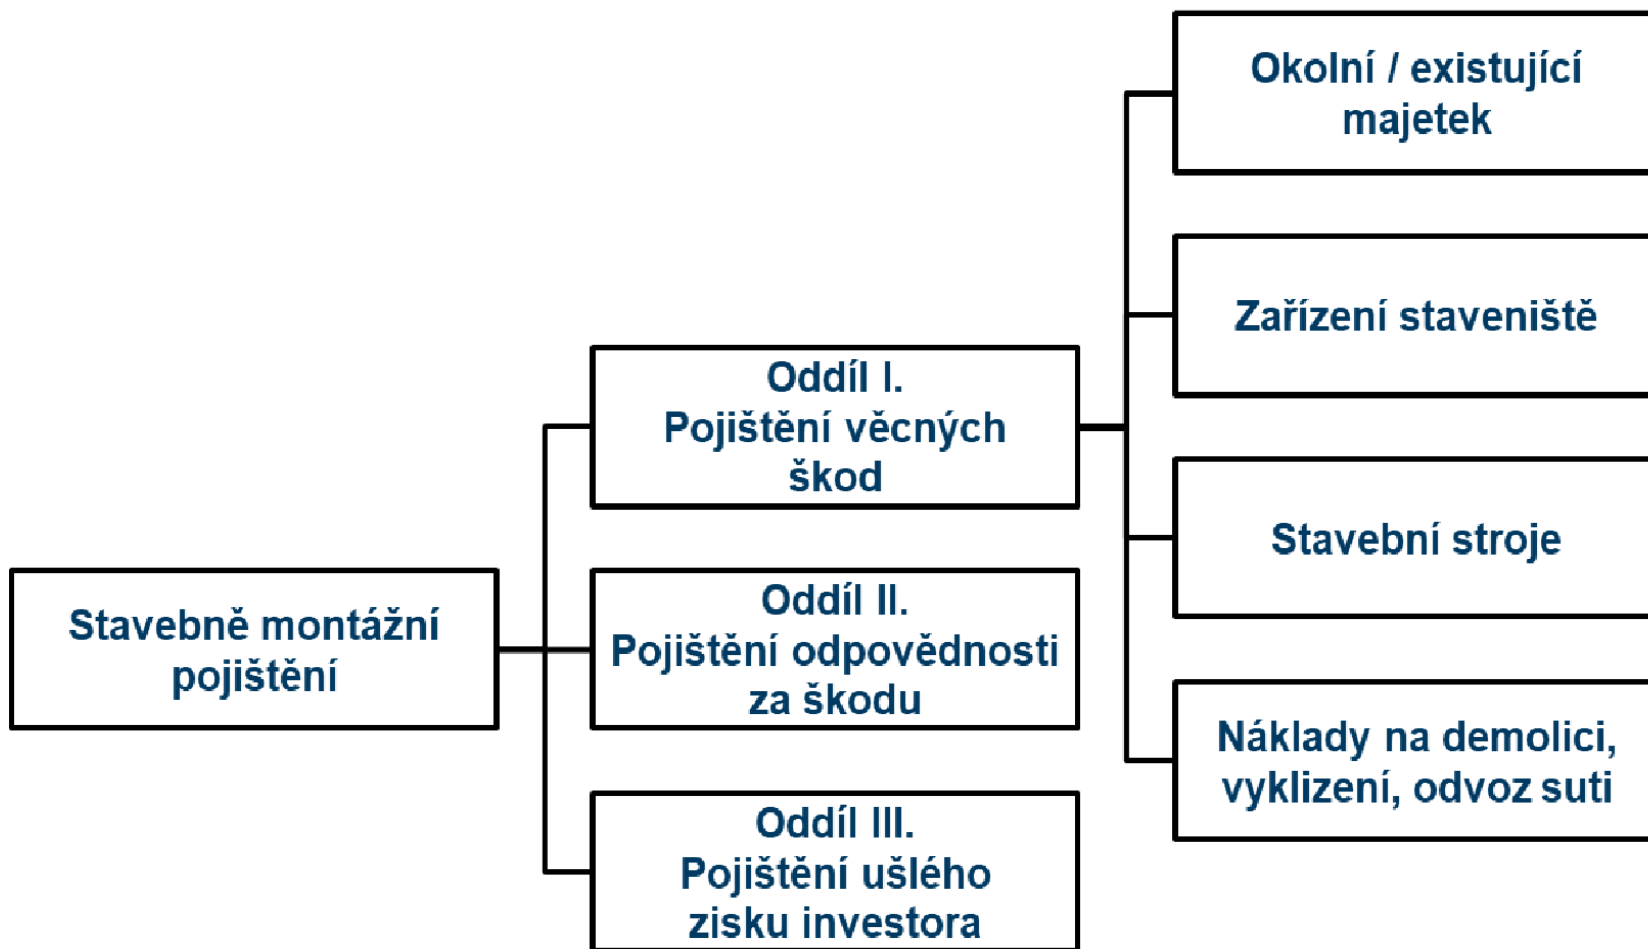 Okolní / existující
majetek
Zařízení staveniště
Oddíl I.
Pojištění věcných
škod
Stavební stroje
Stavebně montážní
pojištění
Oddíl II.
Pojištění odpovědnosti
za škodu
Náklady na demolici,
vyklizení, odvoz suti
Oddíl III.
Pojištění ušlého
zisku investora